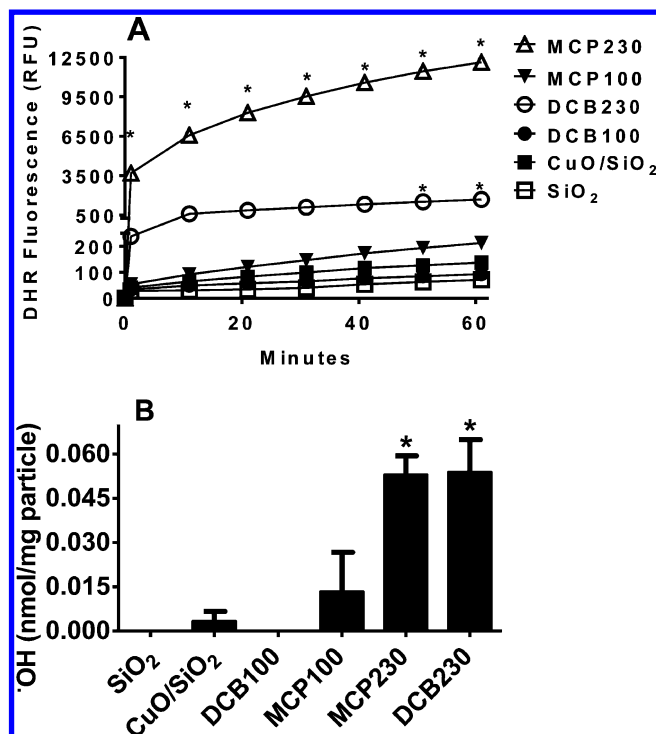 A
DHR Fluorescence (RFU)
12500
9500
6500
3500
500
200
100
0
* * * * * * *
* *
0 20 40 60
Minutes
MCP230
MCP100
DCB230
DCB100
CuO/SiO₂
SiO₂
B
˙OH (nmol/mg particle)
0.060
0.045
0.030
0.015
0.000
* *
SiO₂
CuO/SiO₂
DCB100
MCP100
MCP230
DCB230